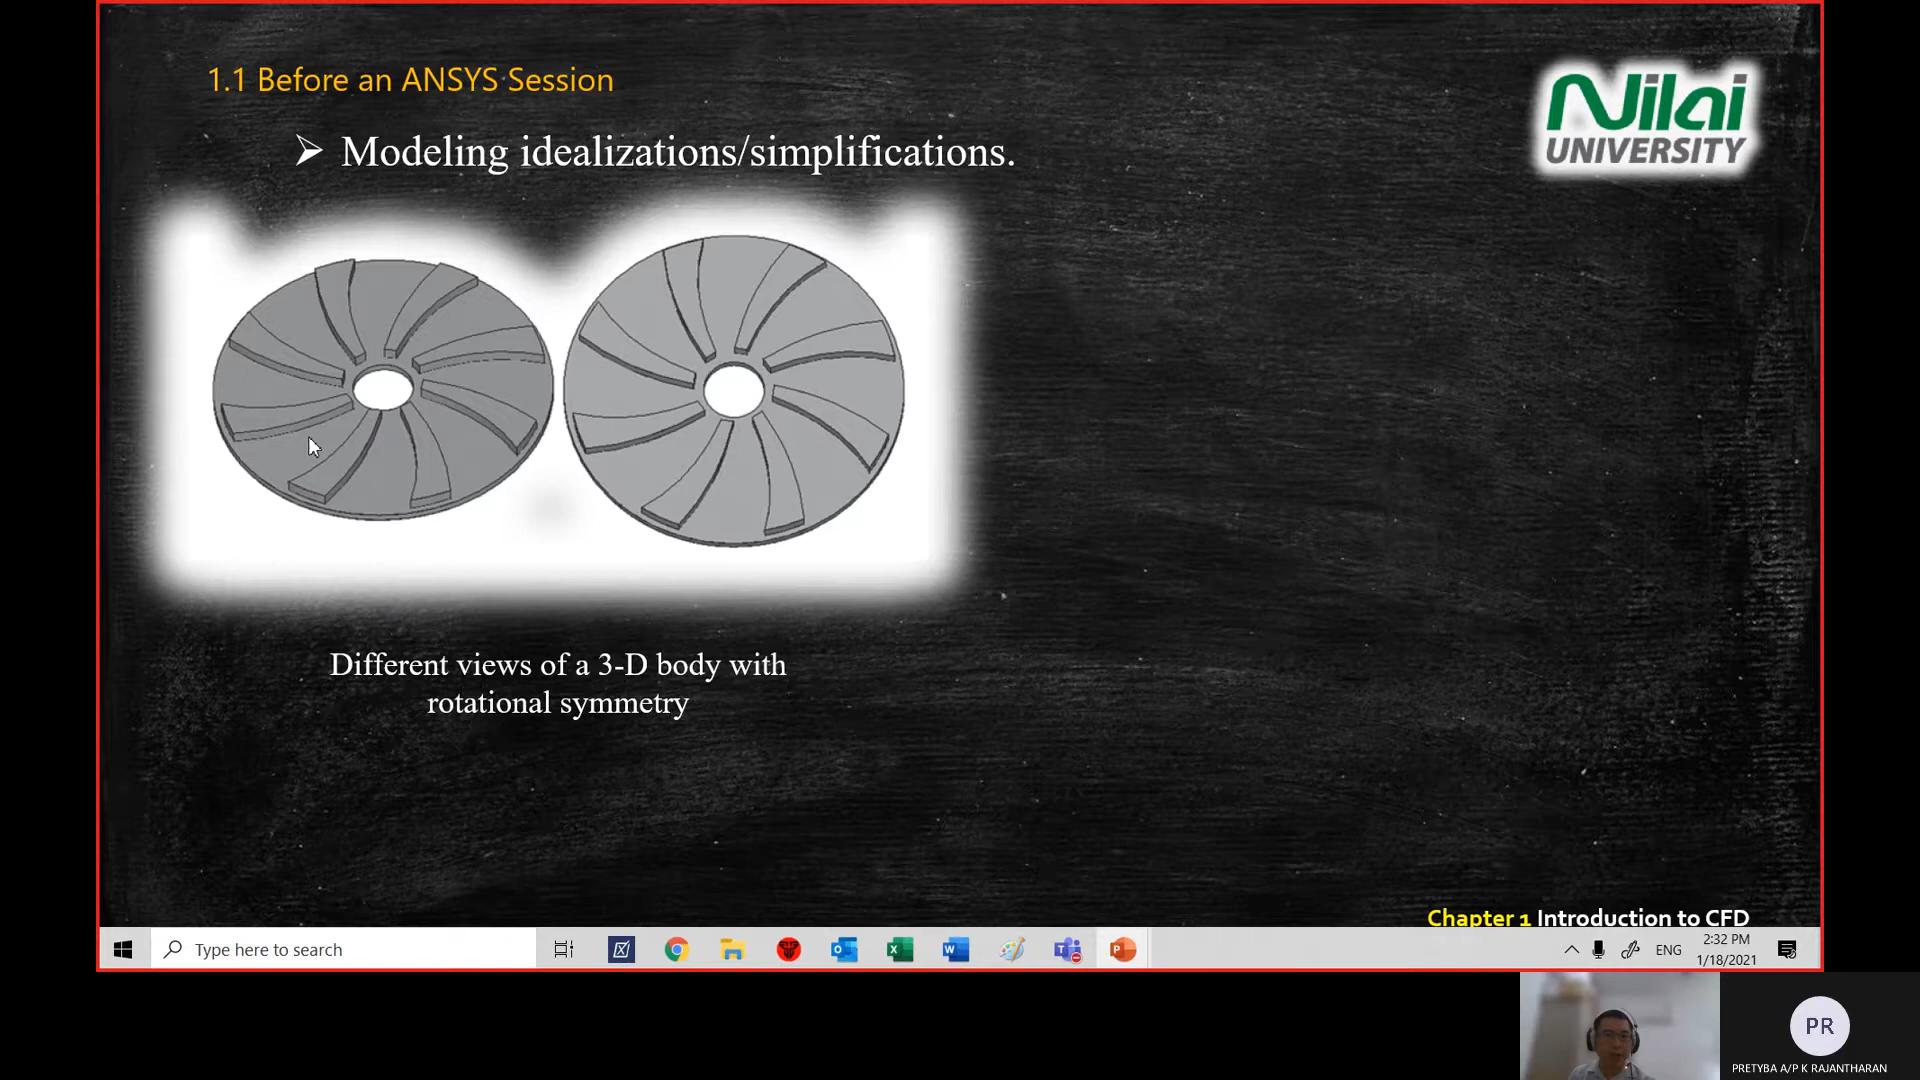 1.1 Before an ANSYS Session
Nilai
UNIVERSITY
➢ Modeling idealizations/simplifications.
Different views of a 3-D body with
rotational symmetry
Chapter 1 Introduction to CFD
Type here to search
ENG
2:32 PM
1/18/2021
PR
PRETYBA A/P K RAJANTHARAN